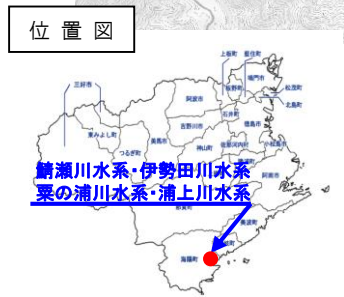 位置図
上板町
藍住町
鳴門市
三好市
板野町
松茂町
阿波市
北島町
東みよし町
石井町
徳島市
吉野川市
つるぎ町
美馬市
小松島市
神山町
佐那河内村
鯖瀬川水系・伊勢田川水系
粟の浦川水系・浦上川水系
阿南市
那賀町
美波町
海陽町